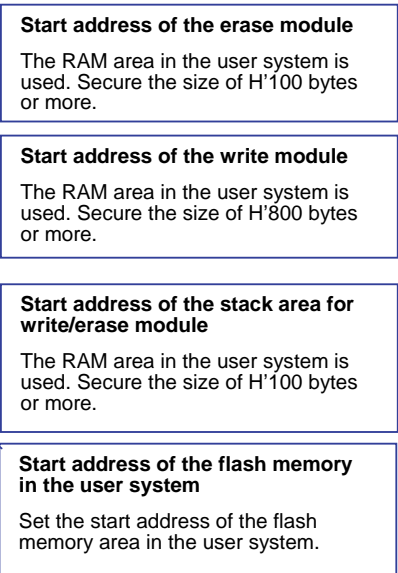 Start address of the erase module
The RAM area in the user system is
used. Secure the size of H'100 bytes
or more.
Start address of the write module
The RAM area in the user system is
used. Secure the size of H'800 bytes
or more.
Start address of the stack area for
write/erase module
The RAM area in the user system is
used. Secure the size of H'100 bytes
or more.
Start address of the flash memory
in the user system
Set the start address of the flash
memory area in the user system.